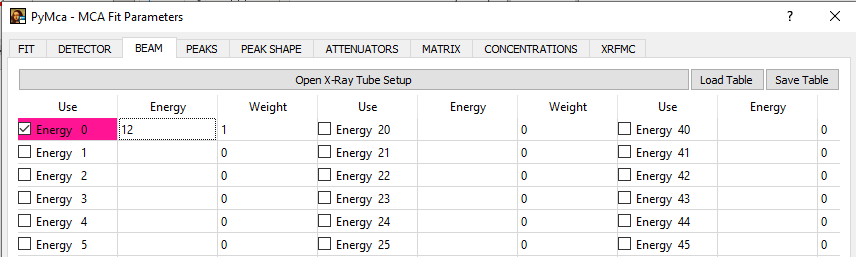 PyMca - MCA Fit Parameters ? ×
FIT DETECTOR BEAM PEAKS PEAK SHAPE ATTENUATORS MATRIX CONCENTRATIONS XRFMC
Open X-Ray Tube Setup Load Table Save Table
Use Energy Weight Use Energy Weight Use Energy
Energy 0 12 1 Energy 20 0 Energy 40 0
Energy 1 0 Energy 21 0 Energy 41 0
Energy 2 0 Energy 22 0 Energy 42 0
Energy 3 0 Energy 23 0 Energy 43 0
Energy 4 0 Energy 24 0 Energy 44 0
Energy 5 0 Energy 25 0 Energy 45 0